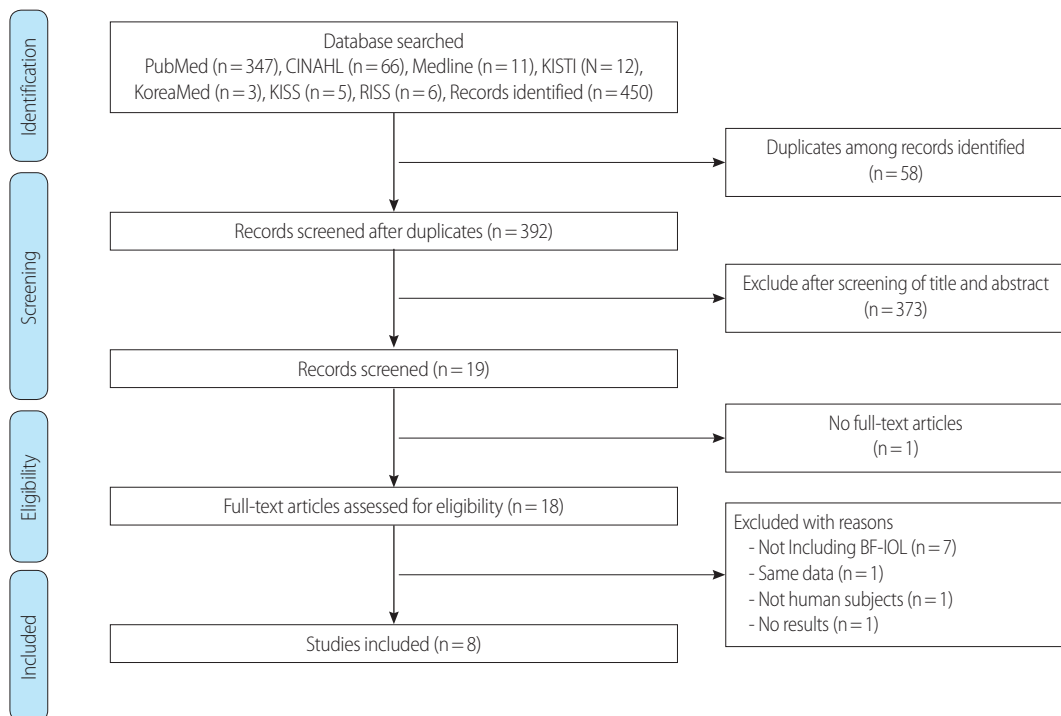 Identification
Database searched
PubMed (n = 347), CINAHL (n = 66), Medline (n = 11), KISTI (N = 12),
KoreaMed (n = 3), KISS (n = 5), RISS (n = 6), Records identified (n = 450)
Duplicates among records identified
(n = 58)
Screening
Records screened after duplicates (n = 392)
Exclude after screening of title and abstract
(n = 373)
Records screened (n = 19)
Eligibility
No full-text articles
(n = 1)
Full-text articles assessed for eligibility (n = 18)
Excluded with reasons
- Not Including BF-IOL (n = 7)
- Same data (n = 1)
- Not human subjects (n = 1)
- No results (n = 1)
Included
Studies included (n = 8)